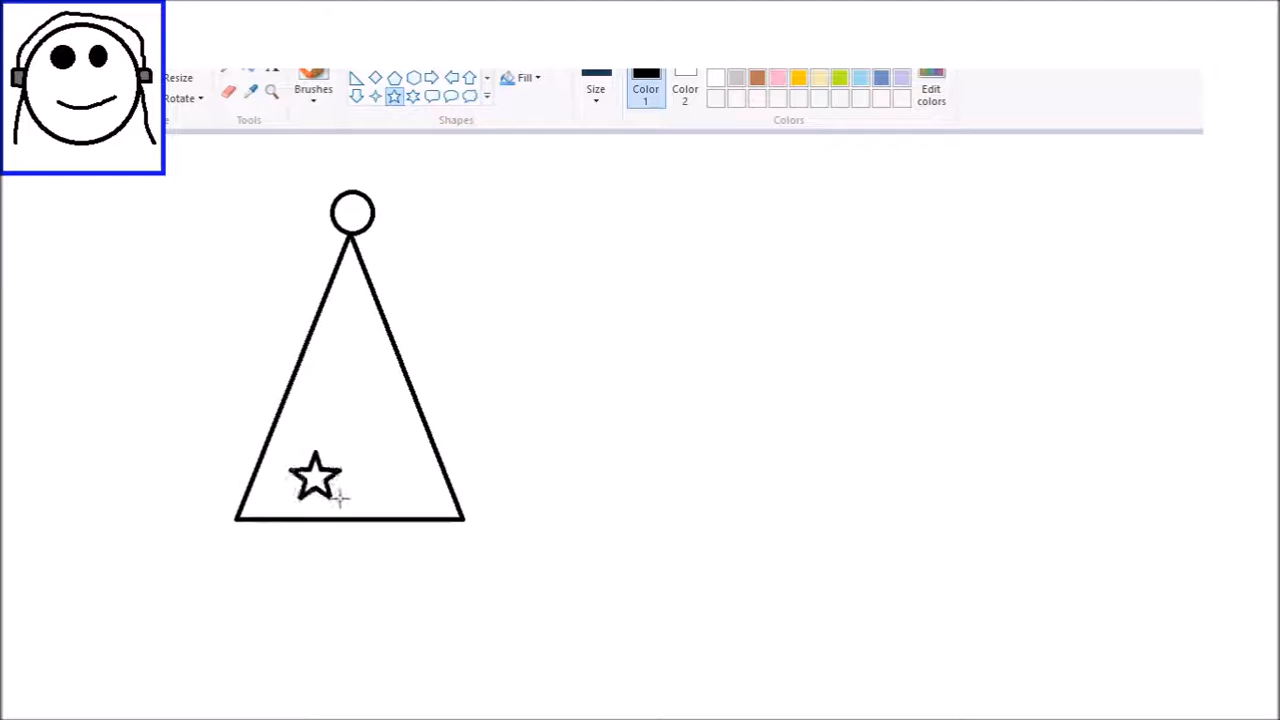 Resize
Rotate
Brushes
Fill
Size
Color 1
Color 2
Edit colors
Tools
Shapes
Colors